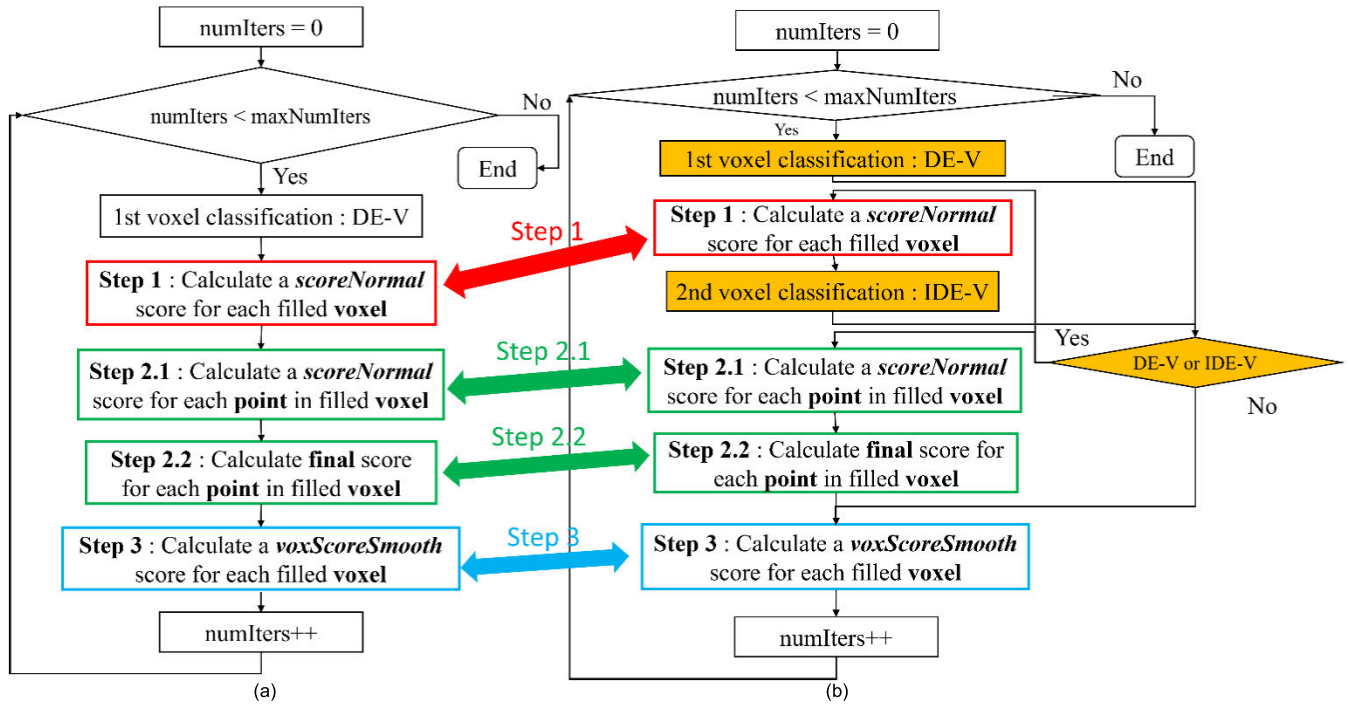 numIters = 0
numIters < maxNumIters
No
End
Yes
1st voxel classification : DE-V
Step 1 : Calculate a scoreNormal
score for each filled voxel
Step 2.1 : Calculate a scoreNormal
score for each point in filled voxel
Step 2.2 : Calculate final score
for each point in filled voxel
Step 3 : Calculate a voxScoreSmooth
score for each filled voxel
numIters++
(a)
Step 1
Step 2.1
Step 2.2
Step 3
numIters = 0
numIters < maxNumIters
No
End
Yes
1st voxel classification : DE-V
Step 1 : Calculate a scoreNormal
score for each filled voxel
2nd voxel classification : IDE-V
Yes
DE-V or IDE-V
No
Step 2.1 : Calculate a scoreNormal
score for each point in filled voxel
Step 2.2 : Calculate final score for
each point in filled voxel
Step 3 : Calculate a voxScoreSmooth
score for each filled voxel
numIters++
(b)